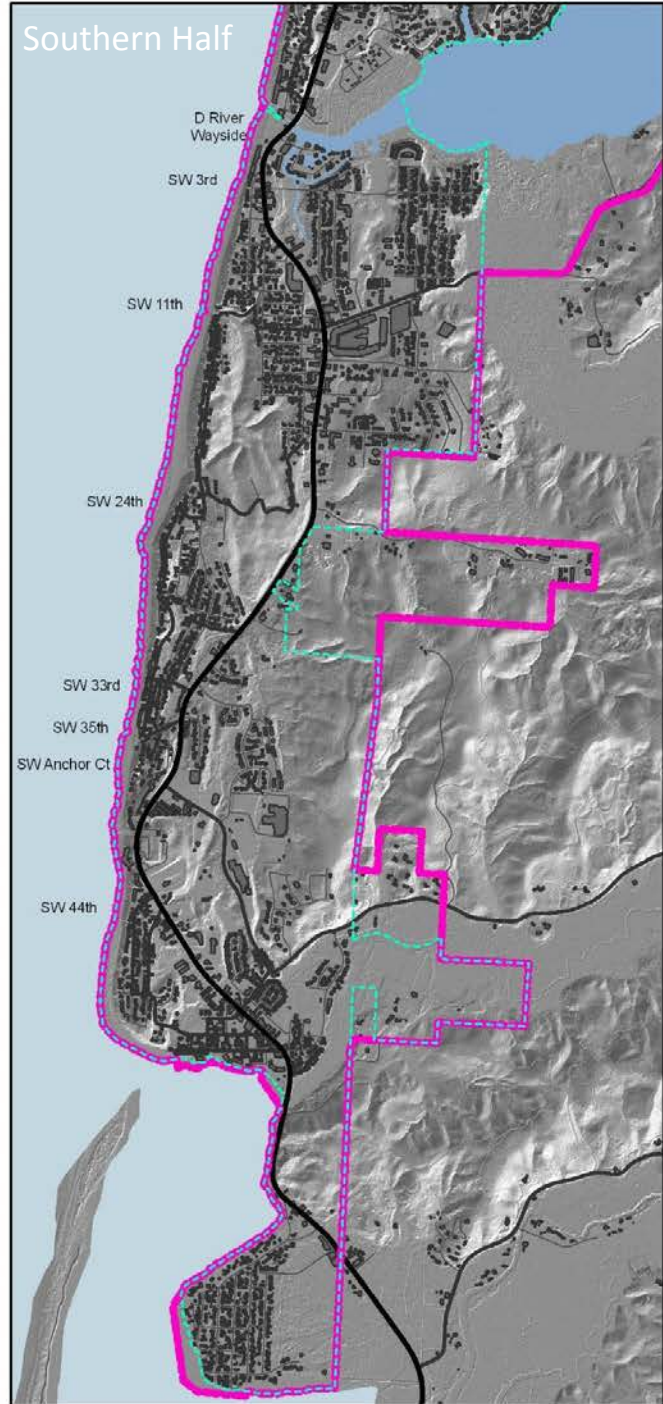 Southern Half
D River
Wayside
SW 3rd
SW 11th
SW 24th
SW 33rd
SW 35th
SW Anchor Ct
SW 44th